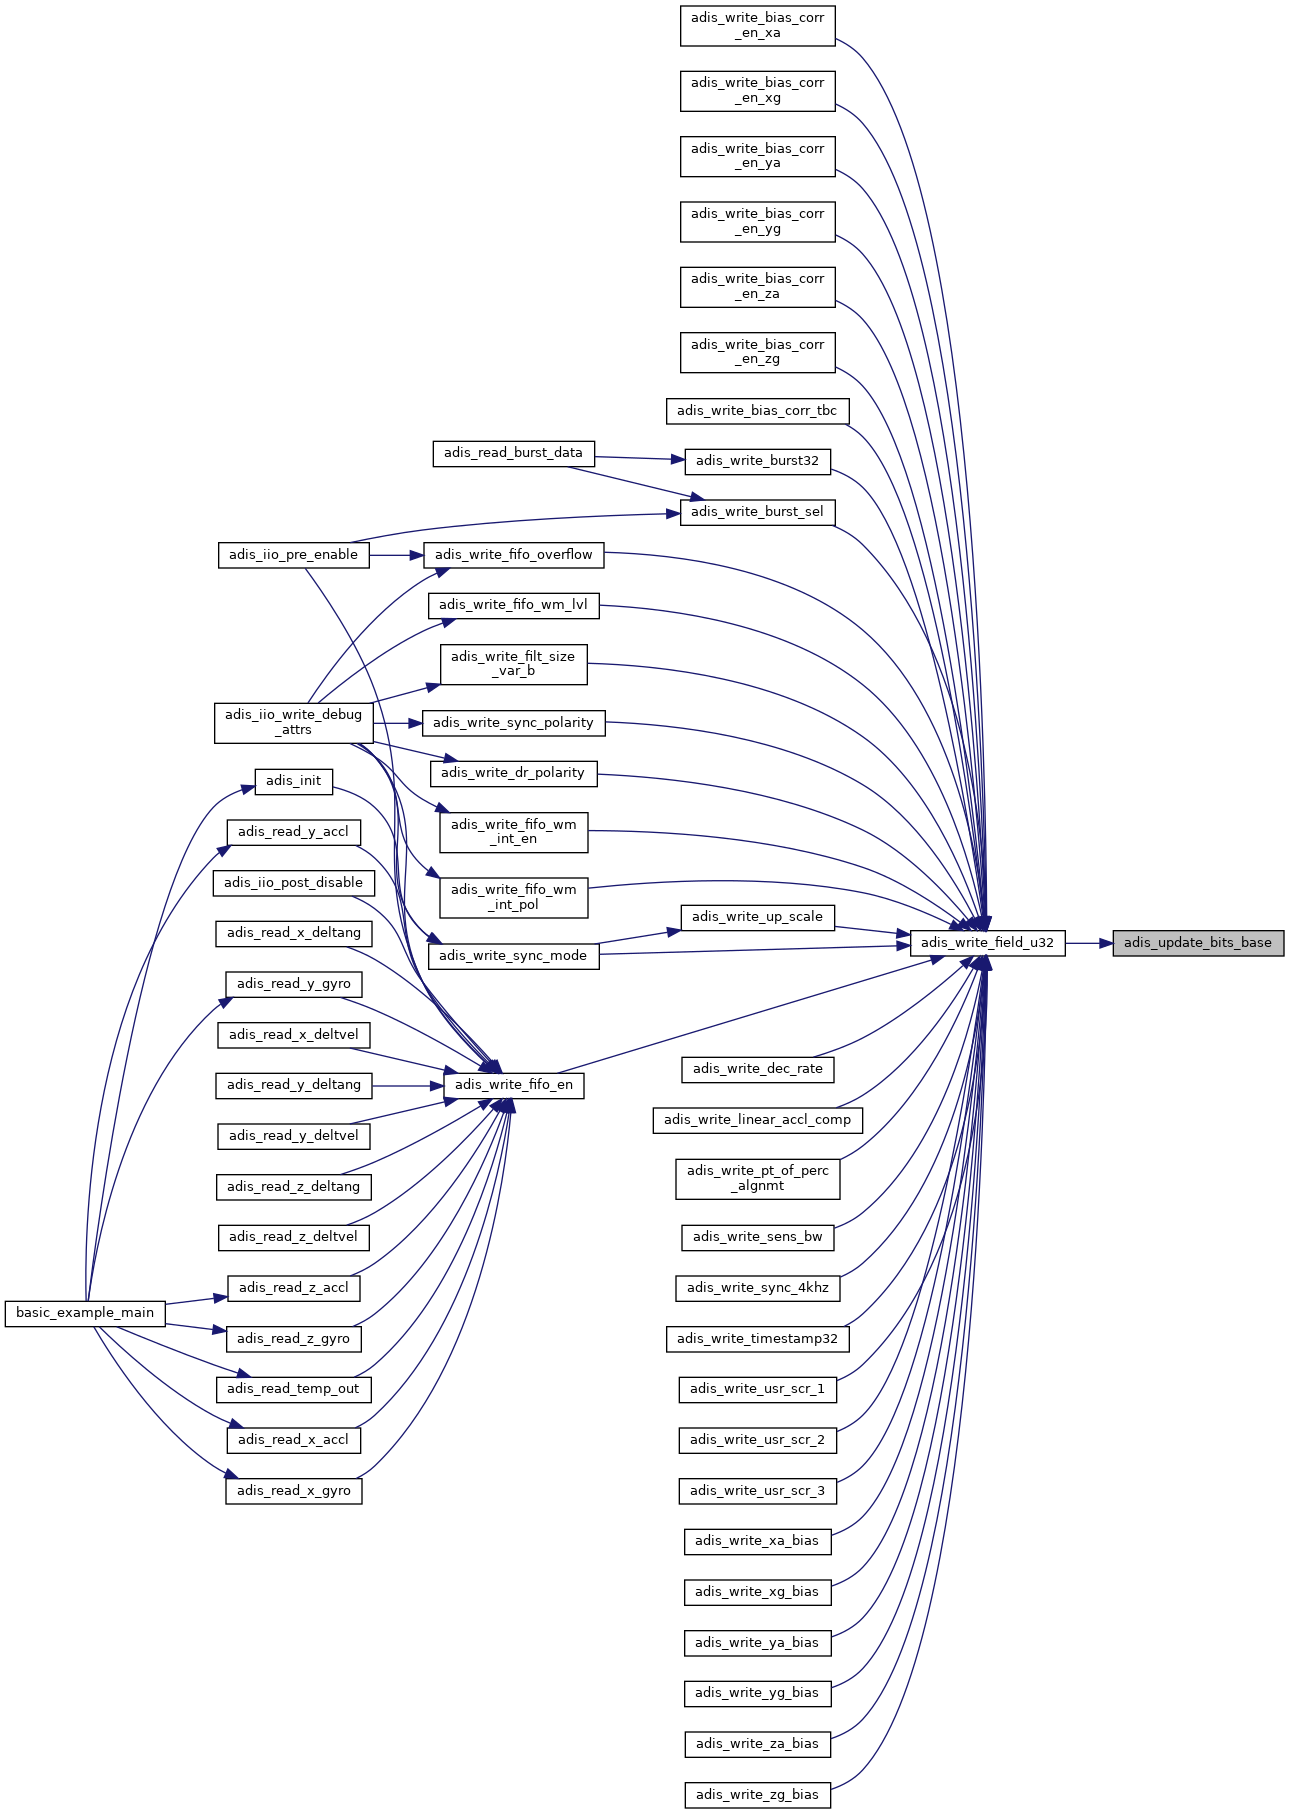 adis_write_bias_corr
_en_xa
adis_write_bias_corr
_en_xg
adis_write_bias_corr
_en_ya
adis_write_bias_corr
_en_yg
adis_write_bias_corr
_en_za
adis_write_bias_corr
_en_zg
adis_write_bias_corr_tbc
adis_read_burst_data
adis_write_burst32
adis_write_burst_sel
adis_iio_pre_enable
adis_write_fifo_overflow
adis_write_fifo_wm_lvl
adis_write_filt_size
_var_b
adis_iio_write_debug
_attrs
adis_write_sync_polarity
adis_write_dr_polarity
adis_init
adis_write_fifo_wm
_int_en
adis_read_y_accl
adis_iio_post_disable
adis_write_fifo_wm
_int_pol
adis_write_up_scale
adis_read_x_deltang
adis_write_sync_mode
adis_write_field_u32
adis_update_bits_base
adis_read_y_gyro
adis_read_x_deltvel
adis_write_dec_rate
adis_read_y_deltang
adis_write_fifo_en
adis_write_linear_accl_comp
adis_read_y_deltvel
adis_write_pt_of_perc
_algnmt
adis_read_z_deltang
adis_read_z_deltvel
adis_write_sens_bw
adis_read_z_accl
adis_write_sync_4khz
basic_example_main
adis_read_z_gyro
adis_write_timestamp32
adis_read_temp_out
adis_write_usr_scr_1
adis_read_x_accl
adis_write_usr_scr_2
adis_read_x_gyro
adis_write_usr_scr_3
adis_write_xa_bias
adis_write_xg_bias
adis_write_ya_bias
adis_write_yg_bias
adis_write_za_bias
adis_write_zg_bias